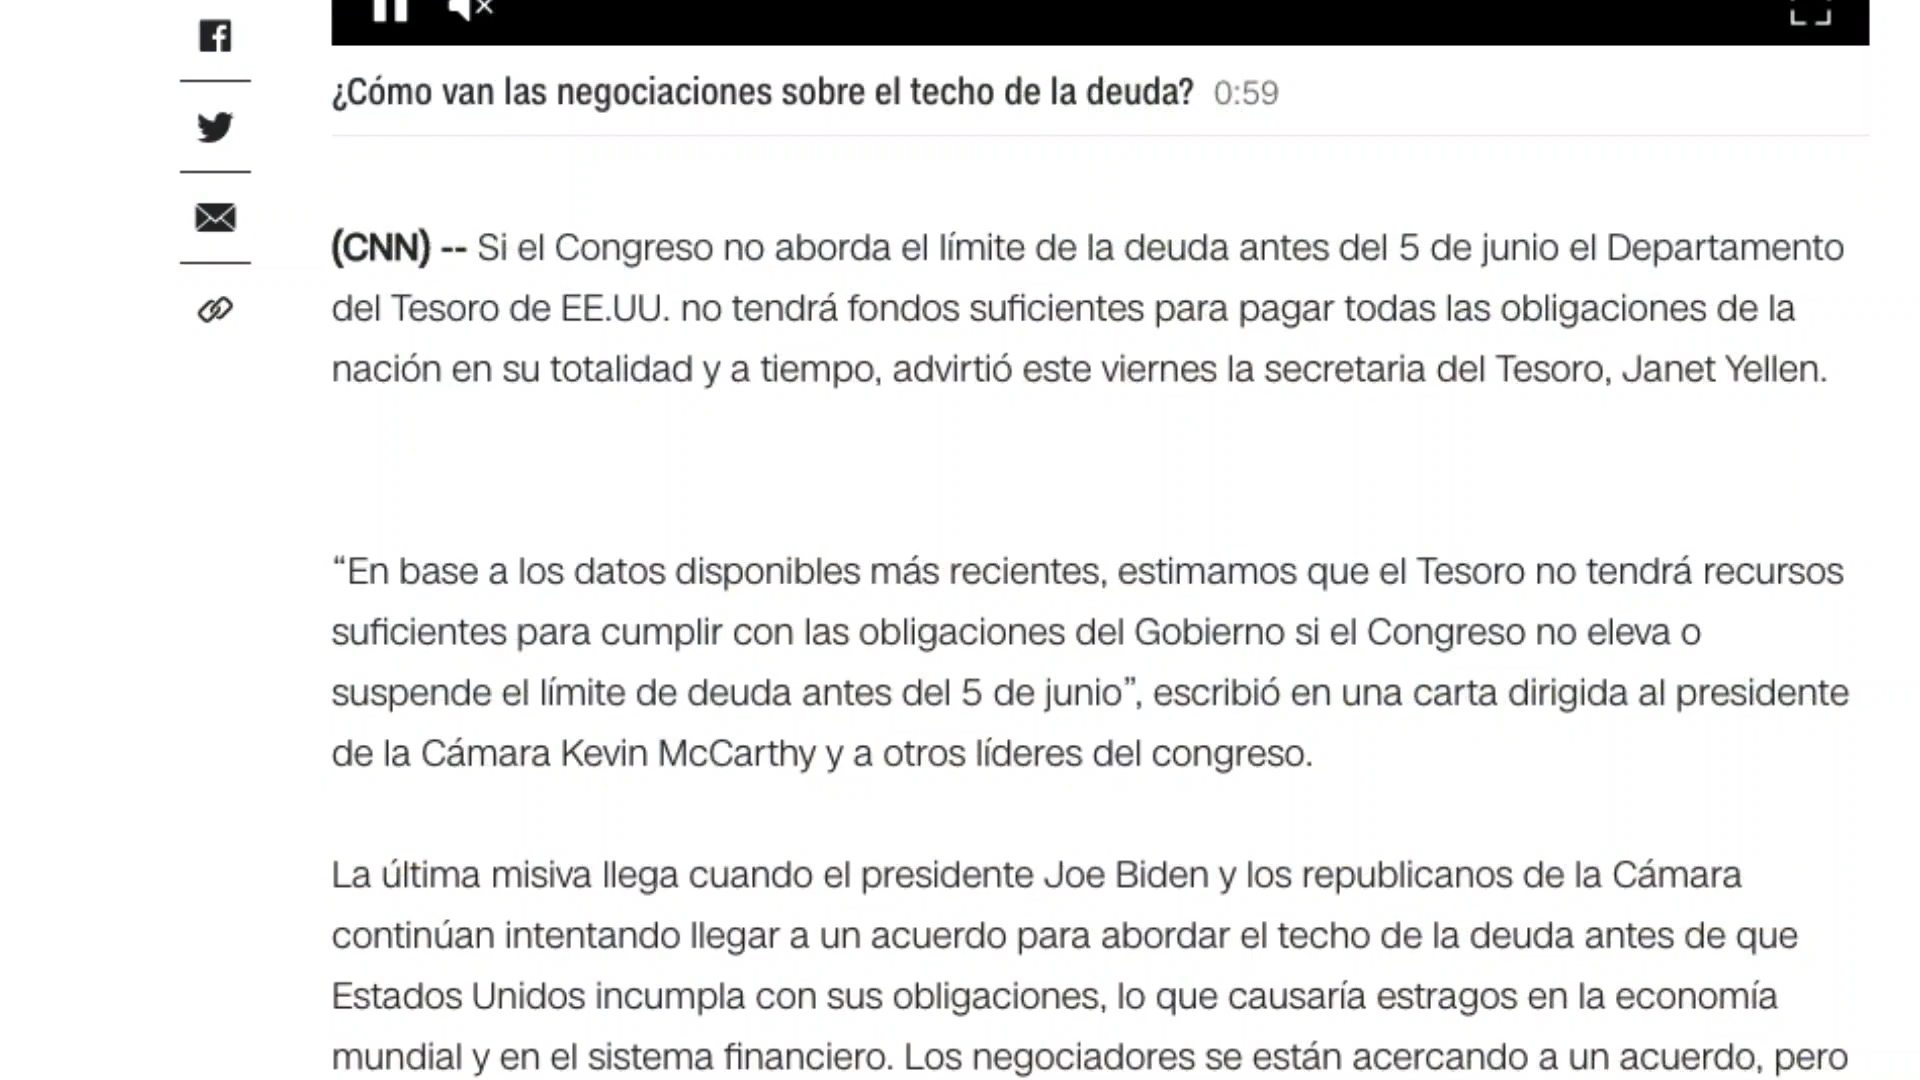 ¿Cómo van las negociaciones sobre el techo de la deuda? 0:59
(CNN) -- Si el Congreso no aborda el límite de la deuda antes del 5 de junio el Departamento
del Tesoro de EE.UU. no tendrá fondos suficientes para pagar todas las obligaciones de la
nación en su totalidad y a tiempo, advirtió este viernes la secretaria del Tesoro, Janet Yellen.
“En base a los datos disponibles más recientes, estimamos que el Tesoro no tendrá recursos
suficientes para cumplir con las obligaciones del Gobierno si el Congreso no eleva o
suspende el límite de deuda antes del 5 de junio”, escribió en una carta dirigida al presidente
de la Cámara Kevin McCarthy y a otros líderes del congreso.
La última misiva llega cuando el presidente Joe Biden y los republicanos de la Cámara
continúan intentando llegar a un acuerdo para abordar el techo de la deuda antes de que
Estados Unidos incumpla con sus obligaciones, lo que causaría estragos en la economía
mundial y en el sistema financiero. Los negociadores se están acercando a un acuerdo, pero